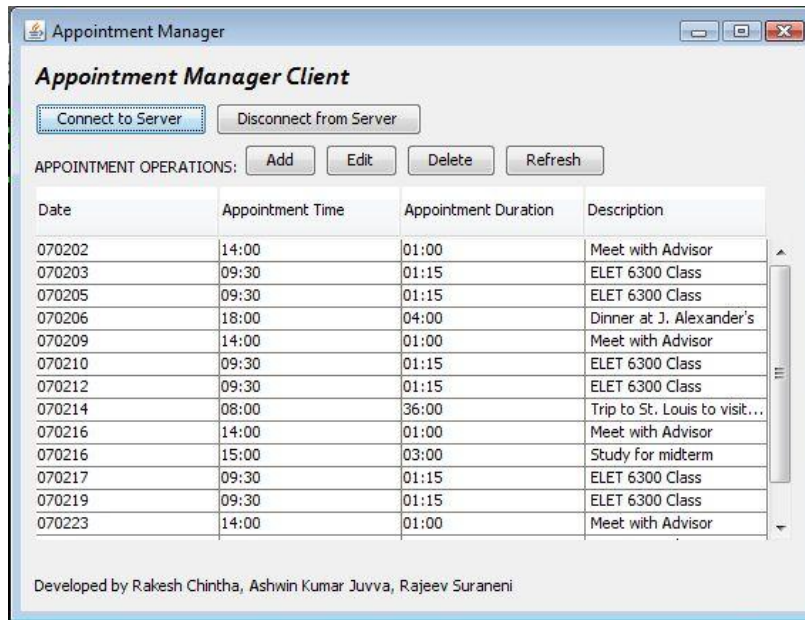 Appointment Manager
Appointment Manager Client
Connect to Server Disconnect from Server
APPOINTMENT OPERATIONS: Add Edit Delete Refresh
Date Appointment Time Appointment Duration Description
070202 14:00 01:00 Meet with Advisor
070203 09:30 01:15 ELET 6300 Class
070205 09:30 01:15 ELET 6300 Class
070206 18:00 04:00 Dinner at J. Alexander's
070209 14:00 01:00 Meet with Advisor
070210 09:30 01:15 ELET 6300 Class
070212 09:30 01:15 ELET 6300 Class
070214 08:00 36:00 Trip to St. Louis to visit...
070216 14:00 01:00 Meet with Advisor
070216 15:00 03:00 Study for midterm
070217 09:30 01:15 ELET 6300 Class
070219 09:30 01:15 ELET 6300 Class
070223 14:00 01:00 Meet with Advisor
Developed by Rakesh Chintha, Ashwin Kumar Juvva, Rajeev Suraneni